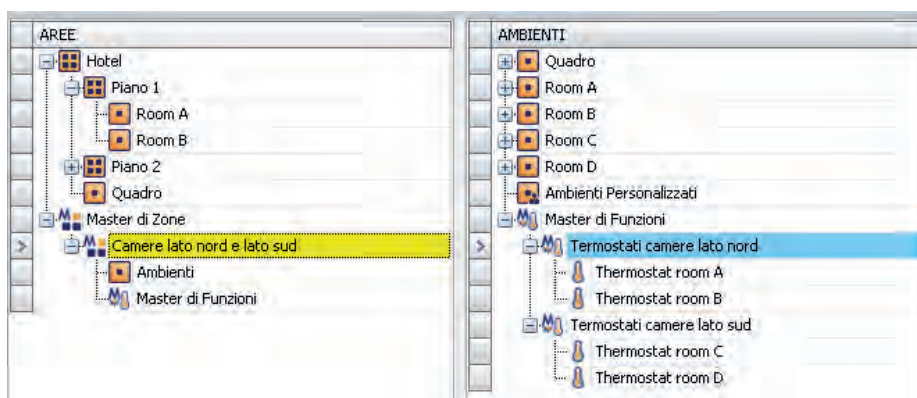 AREE
Hotel
Piano 1
Room A
Room B
Piano 2
Quadro
Master di Zone
Camere lato nord e lato sud
Ambienti
Master di Funzioni
AMBIENTI
Quadro
Room A
Room B
Room C
Room D
Ambienti Personalizzati
Master di Funzioni
Termostati camere lato nord
Thermostat room A
Thermostat room B
Termostati camere lato sud
Thermostat room C
Thermostat room D